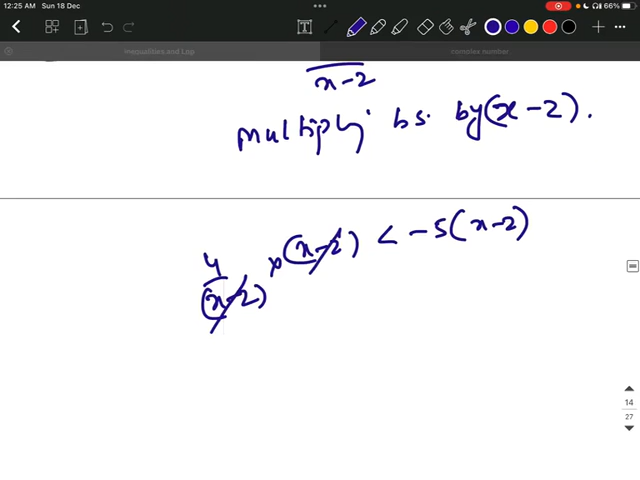 12:25 AM Sun 18 Dec
66%
Inequalities and Lap
complex number
x-2
multiply bs. by (x-2).
4/(x-2) × (x-2) < -5(x-2)
14
27